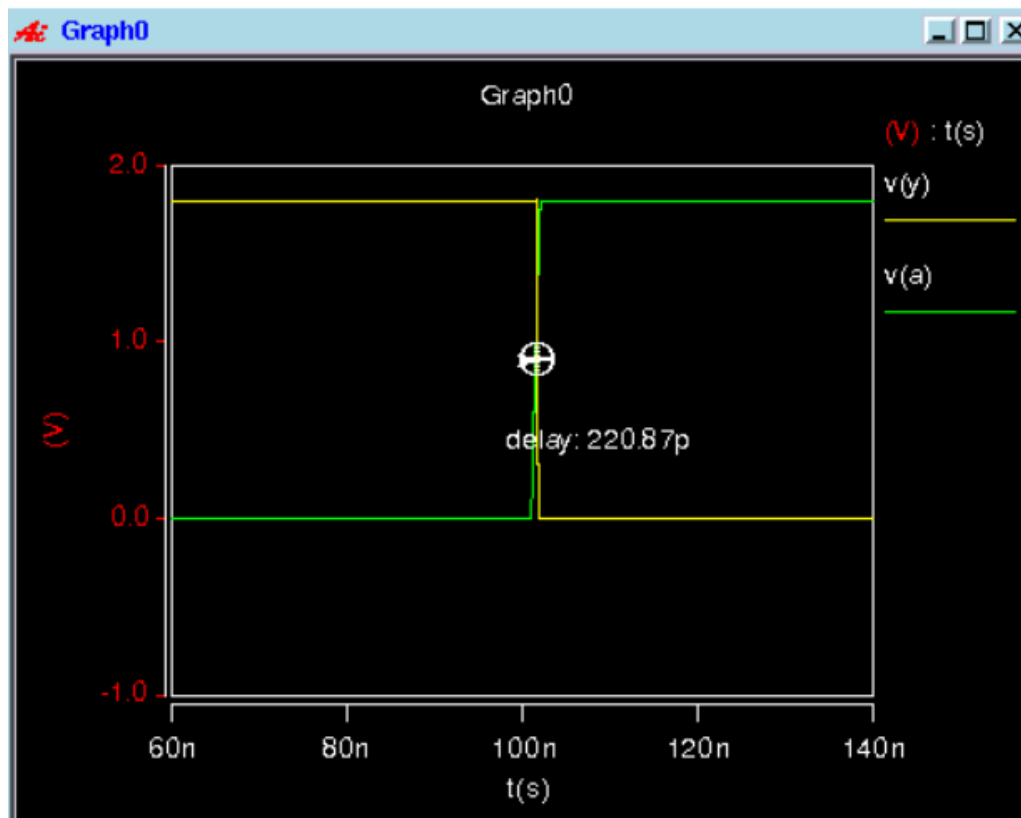 Graph0
Graph0
(V) : t(s)
v(y)
v(a)
2.0
1.0
0.0
-1.0
(V)
delay: 220.87p
60n 80n 100n 120n 140n
t(s)